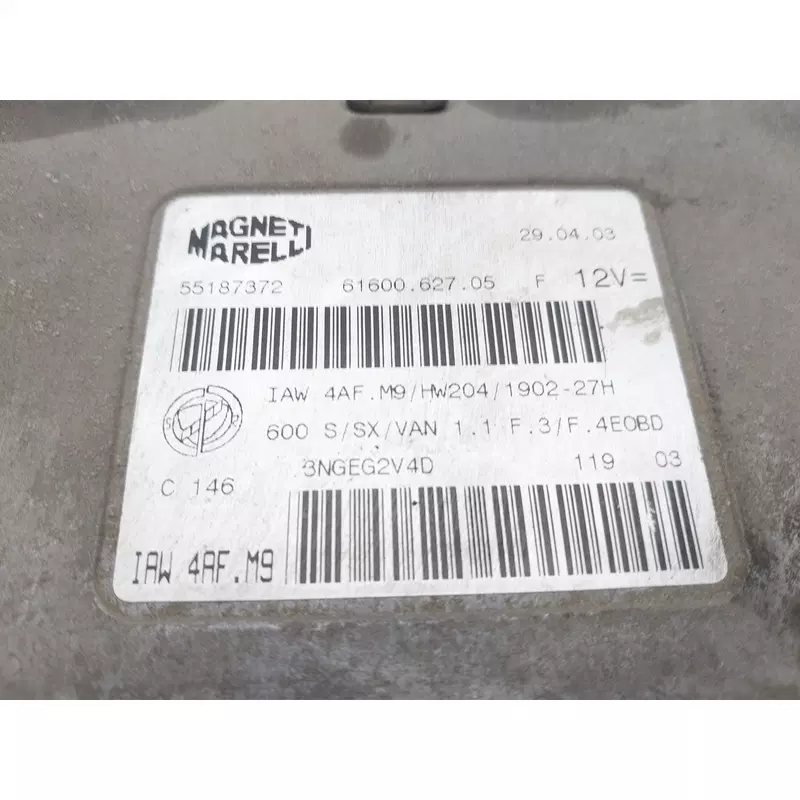 MAGNETI MARELLI
29.04.03
55187372 61600.627.05 F 12V=
IAW 4AF.M9/HW204/1902-27H
600 S/SX/VAN 1.1 F.3/F.4EOBD
3NGEG2V4D 119 03
C 146
IAW 4AF.M9